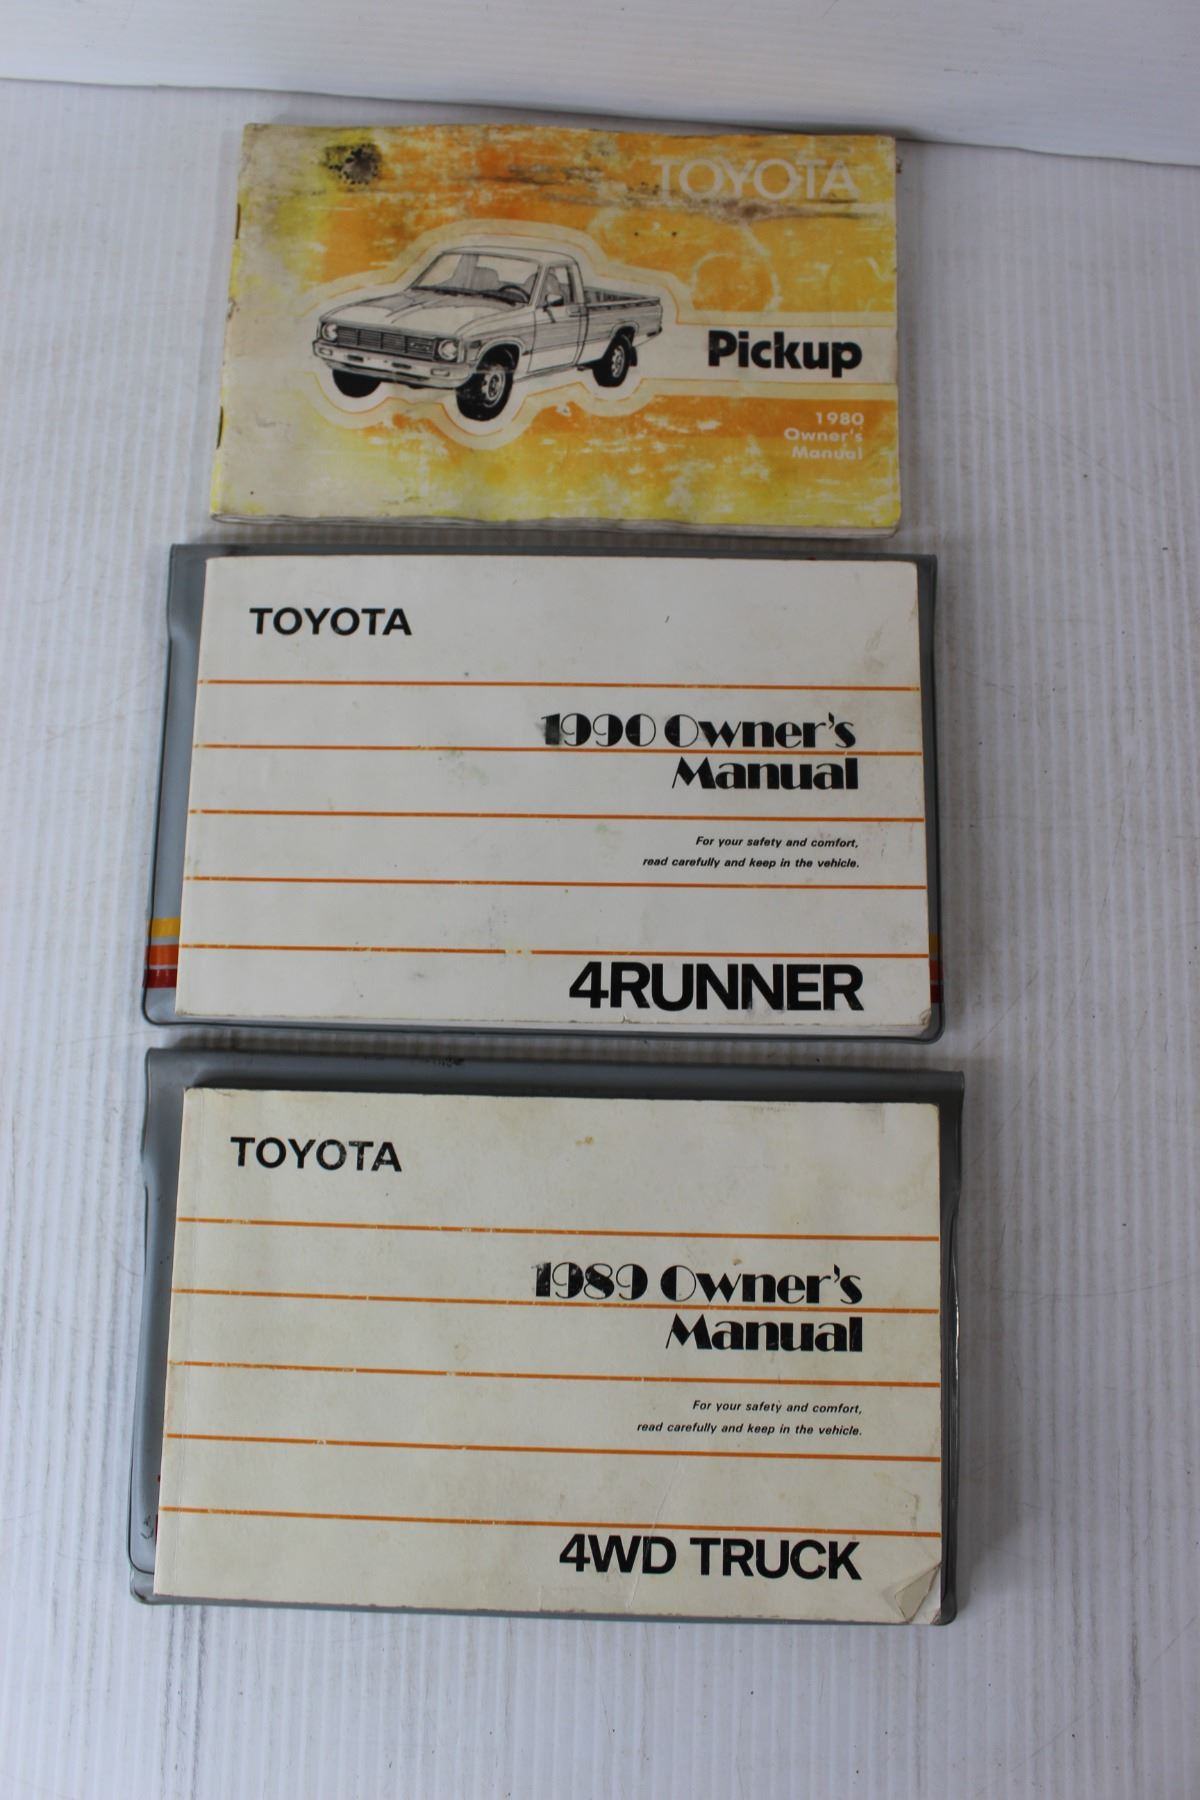 TOYOTA
Pickup
1980
Owner's
Manual
TOYOTA
1990 Owner's
Manual
For your safety and comfort,
read carefully and keep in the vehicle.
4RUNNER
TOYOTA
1989 Owner's
Manual
For your safety and comfort,
read carefully and keep in the vehicle.
4WD TRUCK